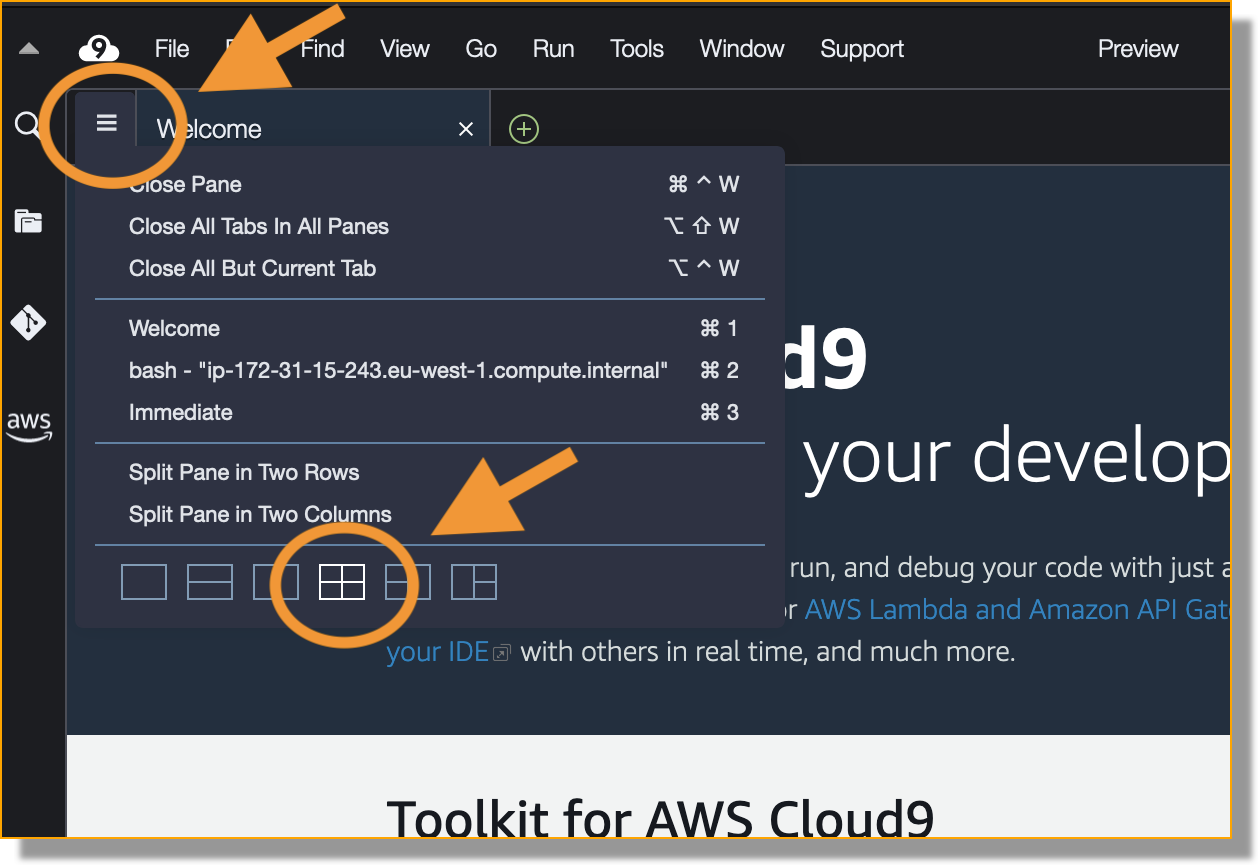 9 File Find View Go Run Tools Window Support Preview
Welcome
Close Pane ⌘ ^ W
Close All Tabs In All Panes ⌥ ⇧ W
Close All But Current Tab ⌥ ^ W
Welcome ⌘ 1
bash - "ip-172-31-15-243.eu-west-1.compute.internal" ⌘ 2
Immediate ⌘ 3
aws
Split Pane in Two Rows
Split Pane in Two Columns
d9
your develop
run, and debug your code with just a
AWS Lambda and Amazon API Gat
your IDE with others in real time, and much more.
Toolkit for AWS Cloud9